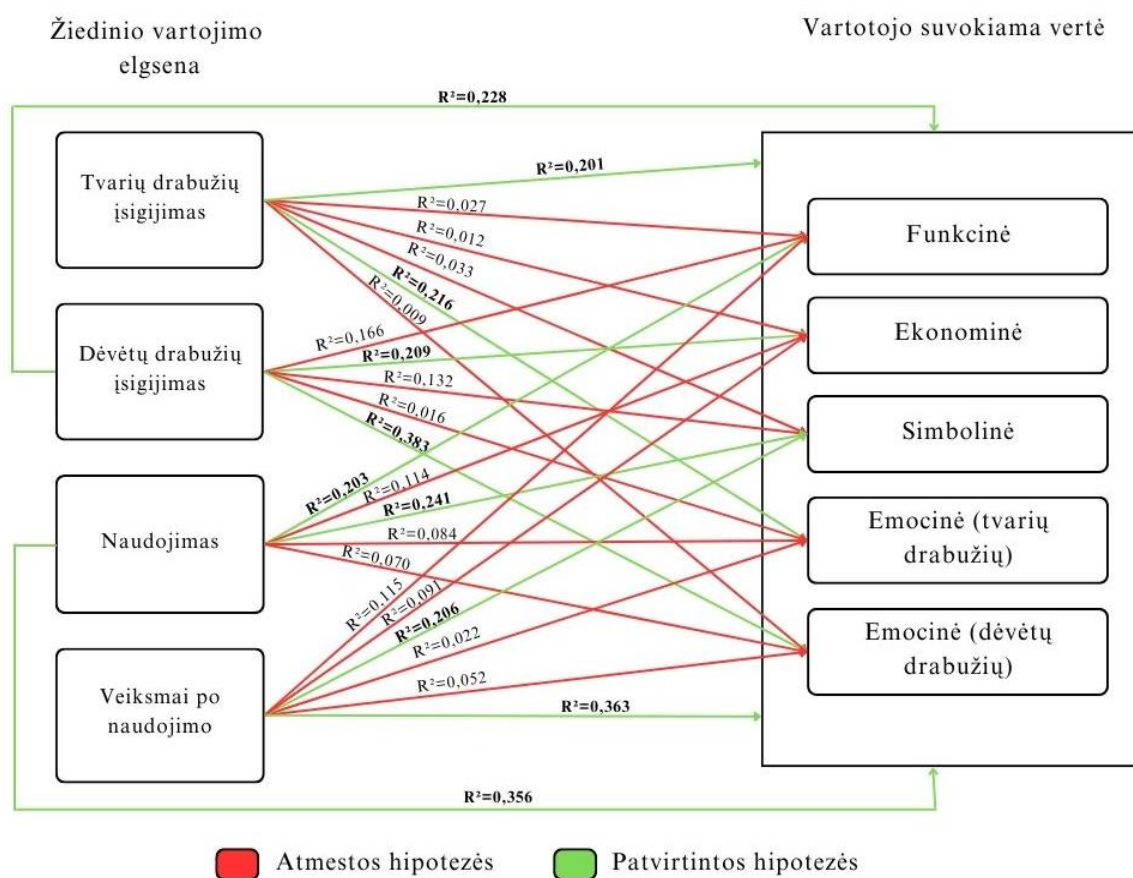 Žiedinio vartojimo
elgsena
Vartotojo suvokiama vertė
R²=0,228
Tvarių drabužių
įsigijimas
R²=0,201
R²=0,027
R²=0,012
R²=0,033
R²=0,216
R²=0,009
Funkcinė
Dėvėtų drabužių
įsigijimas
R²=0,166
R²=0,209
R²=0,132
R²=0,016
R²=0,383
Ekonominė
Simbolinė
Naudojimas
R²=0,203
R²=0,114
R²=0,241
R²=0,084
R²=0,070
Emocinė (tvarių
drabužių)
Emocinė (dėvėtų
drabužių)
Veiksmai po
naudojimo
R²=0,115
R²=0,091
R²=0,206
R²=0,022
R²=0,052
R²=0,363
R²=0,356
Atmestos hipotezės
Patvirtintos hipotezės